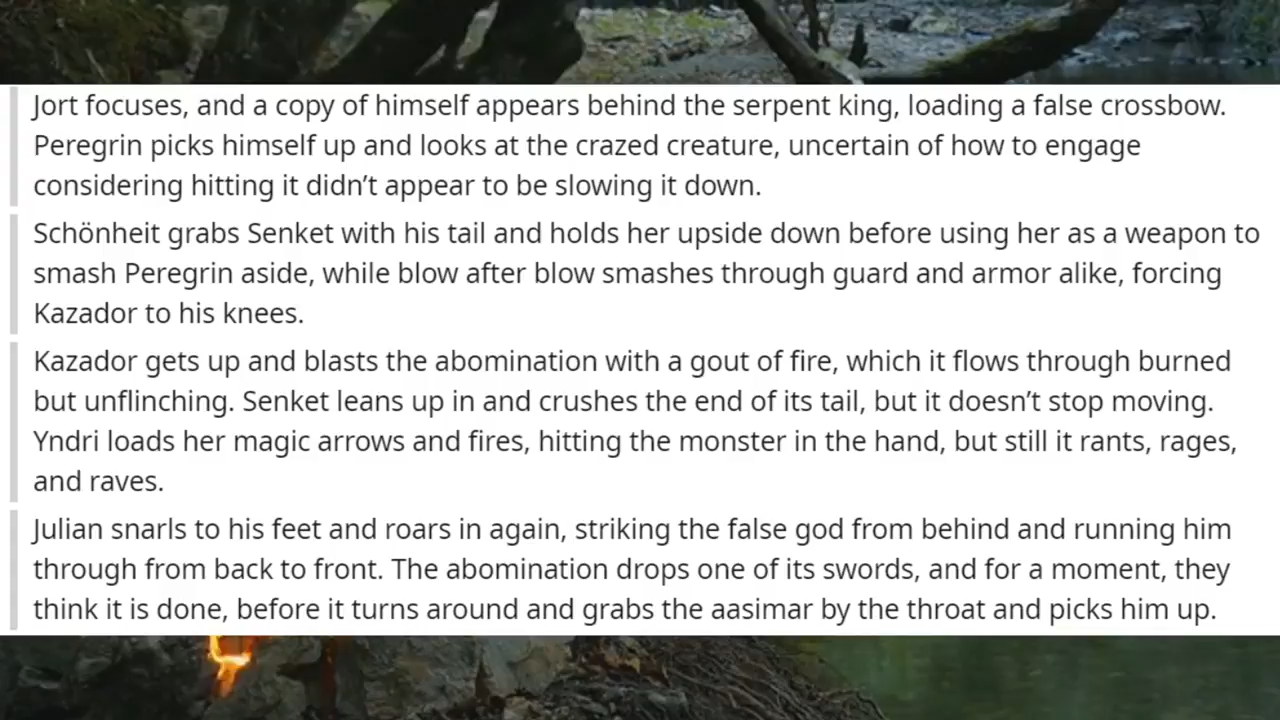 Jort focuses, and a copy of himself appears behind the serpent king, loading a false crossbow.
Peregrin picks himself up and looks at the crazed creature, uncertain of how to engage
considering hitting it didn’t appear to be slowing it down.
Schönheit grabs Senket with his tail and holds her upside down before using her as a weapon to
smash Peregrin aside, while blow after blow smashes through guard and armor alike, forcing
Kazador to his knees.
Kazador gets up and blasts the abomination with a gout of fire, which it flows through burned
but unflinching. Senket leans up in and crushes the end of its tail, but it doesn’t stop moving.
Yndri loads her magic arrows and fires, hitting the monster in the hand, but still it rants, rages,
and raves.
Julian snarls to his feet and roars in again, striking the false god from behind and running him
through from back to front. The abomination drops one of its swords, and for a moment, they
think it is done, before it turns around and grabs the aasimar by the throat and picks him up.